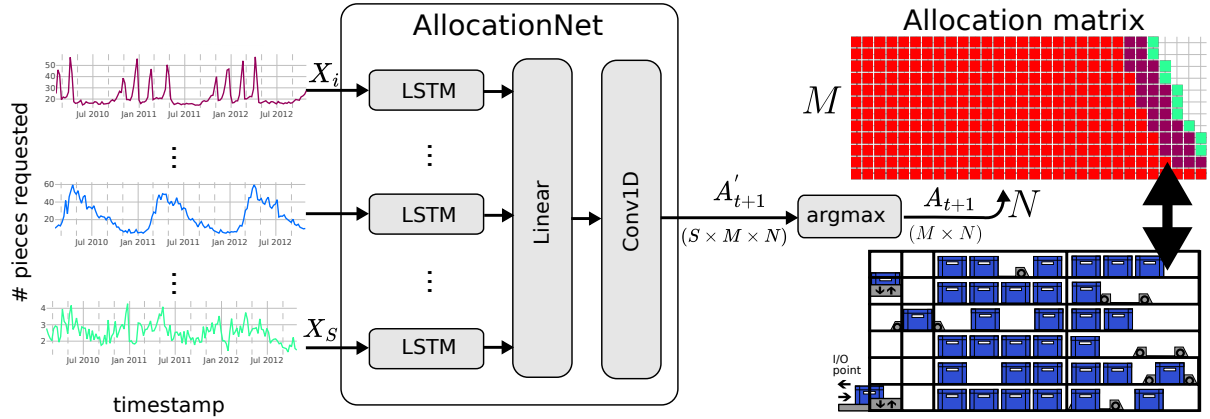 AllocationNet
Allocation matrix
# pieces requested
50
40
30
20
Jul 2010 Jan 2011 Jul 2011 Jan 2012 Jul 2012
X_i
LSTM
...
...
60
40
20
0
Jul 2010 Jan 2011 Jul 2011 Jan 2012 Jul 2012
LSTM
...
...
4
3
2
Jul 2010 Jan 2011 Jul 2011 Jan 2012 Jul 2012
X_S
LSTM
timestamp
Linear
Conv1D
A'_{t+1}
(S × M × N)
argmax
A_{t+1}
(M × N)
M
N
I/O
point